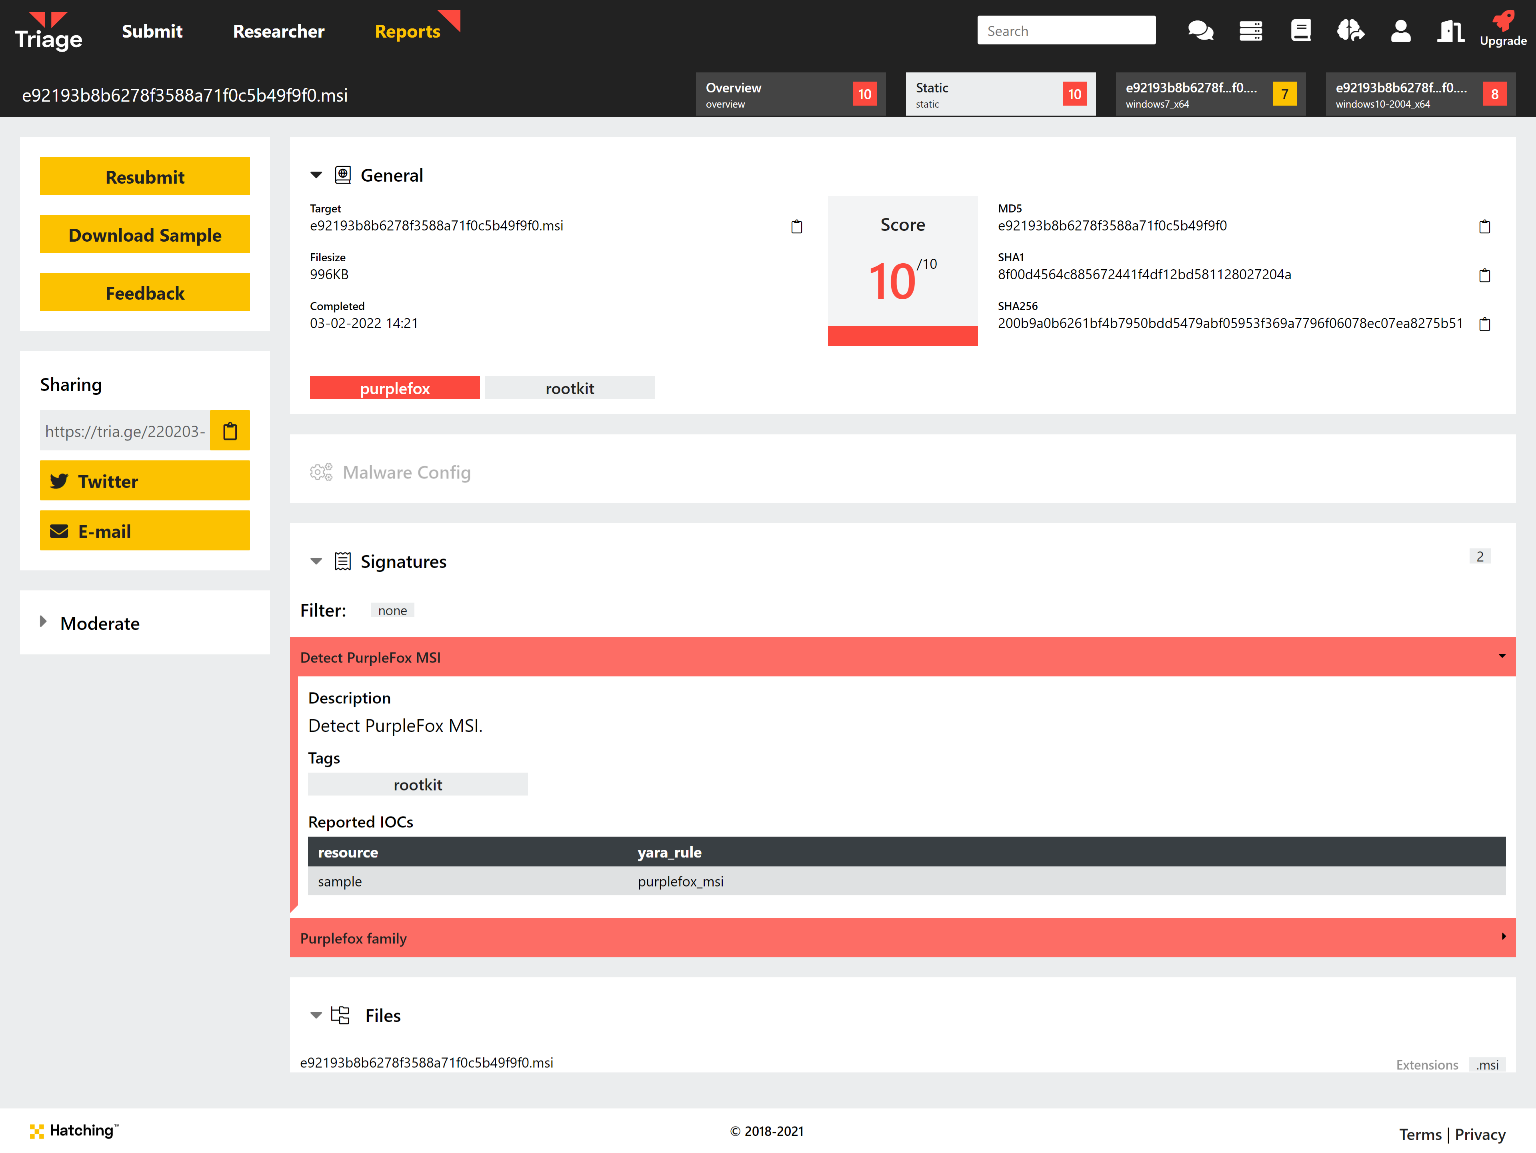 Triage
Submit
Researcher
Reports
Search
Upgrade
e92193b8b6278f3588a71f0c5b49f9f0.msi
Overview
overview
10
Static
static
10
e92193b8b6278f...f0....
windows7_x64
7
e92193b8b6278f...f0....
windows10-2004_x64
8
Resubmit
Download Sample
Feedback
Sharing
https://tria.ge/220203-
Twitter
E-mail
Moderate
General
Target
e92193b8b6278f3588a71f0c5b49f9f0.msi
Filesize
996KB
Completed
03-02-2022 14:21
Score
10/10
MD5
e92193b8b6278f3588a71f0c5b49f9f0
SHA1
8f00d4564c885672441f4df12bd581128027204a
SHA256
200b9a0b6261bf4b7950bdd5479abf05953f369a7796f06078ec07ea8275b51
purplefox
rootkit
Malware Config
Signatures
2
Filter: none
Detect PurpleFox MSI
Description
Detect PurpleFox MSI.
Tags
rootkit
Reported IOCs
resource yara_rule
sample purplefox_msi
Purplefox family
Files
e92193b8b6278f3588a71f0c5b49f9f0.msi
Extensions .msi
Hatching™
© 2018-2021
Terms | Privacy